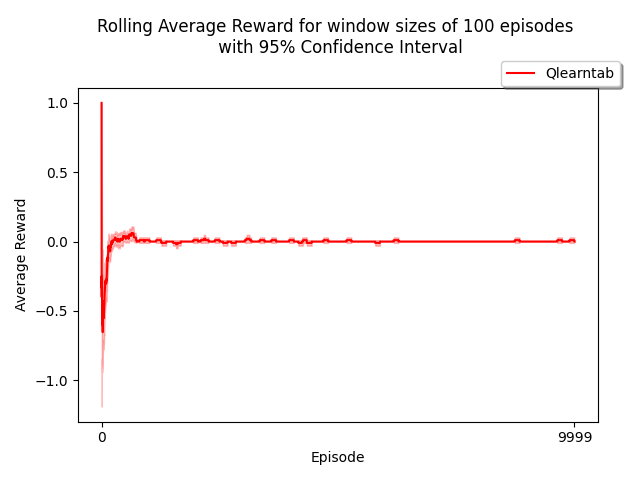 Rolling Average Reward for window sizes of 100 episodes
with 95% Confidence Interval
Qlearntab
Average Reward
1.0
0.5
0.0
−0.5
−1.0
0
9999
Episode